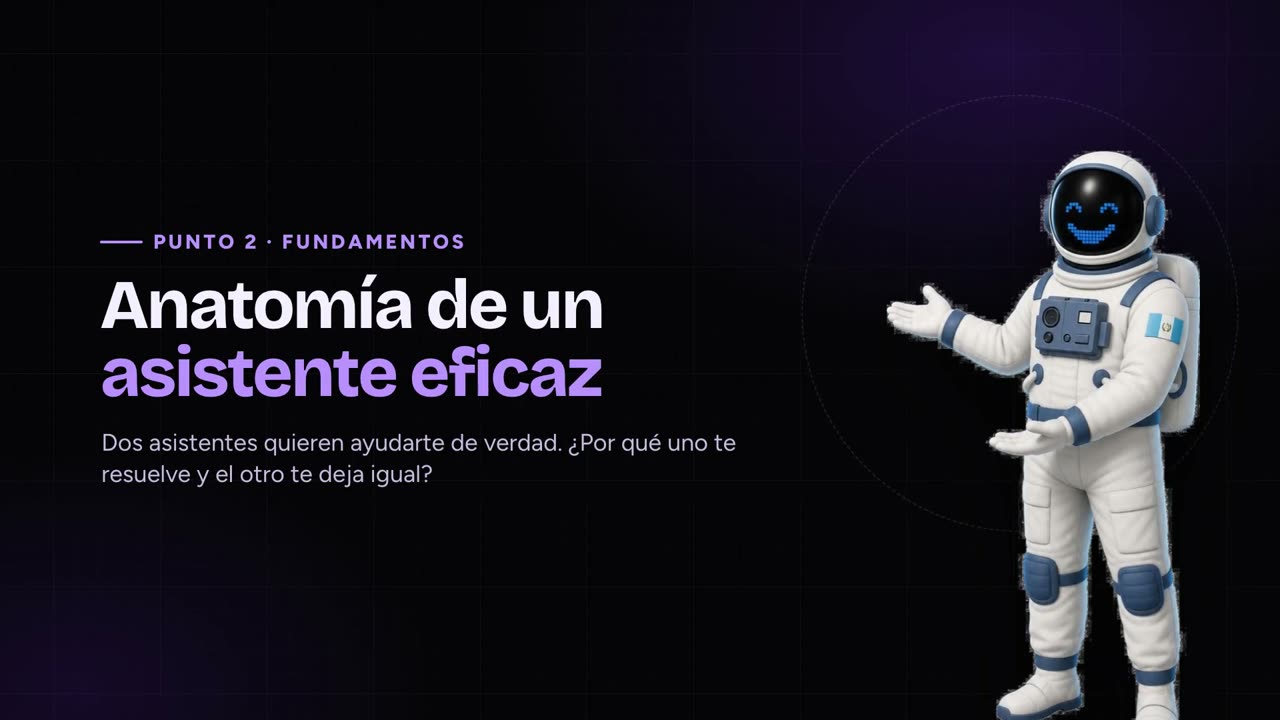 PUNTO 2 · FUNDAMENTOS
Anatomía de un
asistente eficaz
Dos asistentes quieren ayudarte de verdad. ¿Por qué uno te
resuelve y el otro te deja igual?